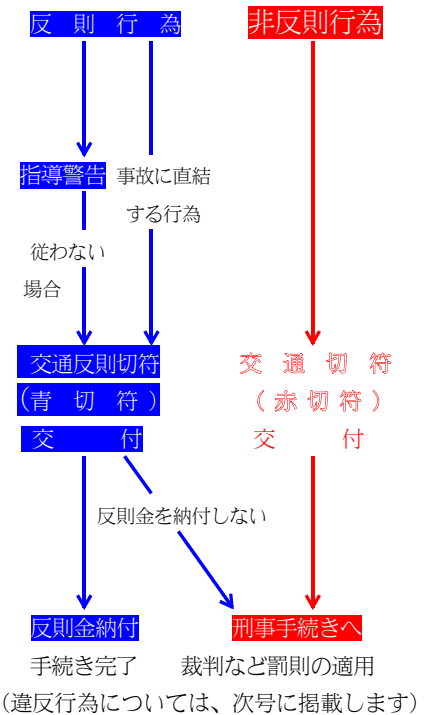 反則行為
非反則行為
指導警告
事故に直結
する行為
従わない
場合
交通反則切符
(青切符)
交付
交通切符
(赤切符)
交付
反則金を納付しない
反則金納付
刑事手続きへ
手続き完了
裁判など罰則の適用
(違反行為については、次号に掲載します)